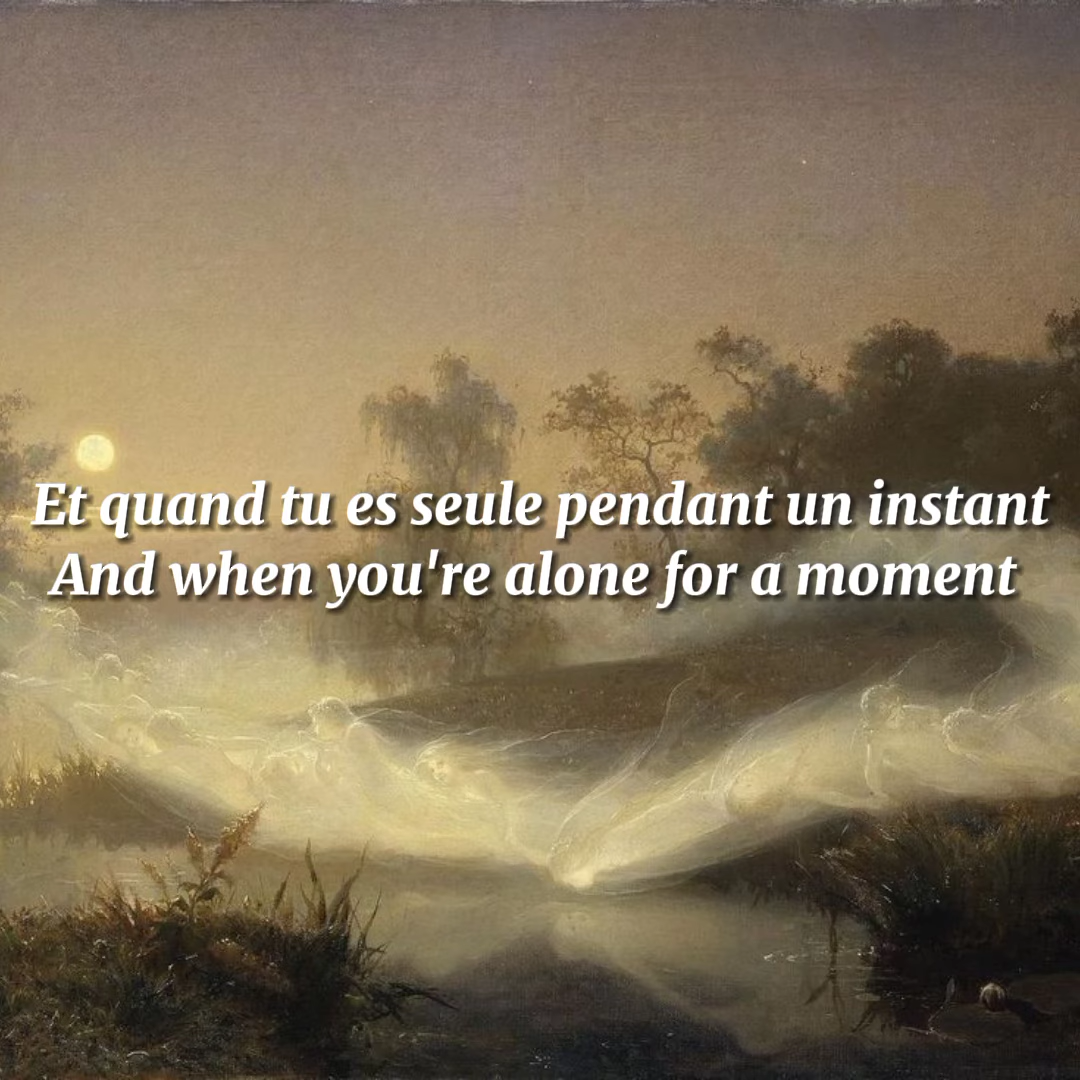 Et quand tu es seule pendant un instant
And when you're alone for a moment